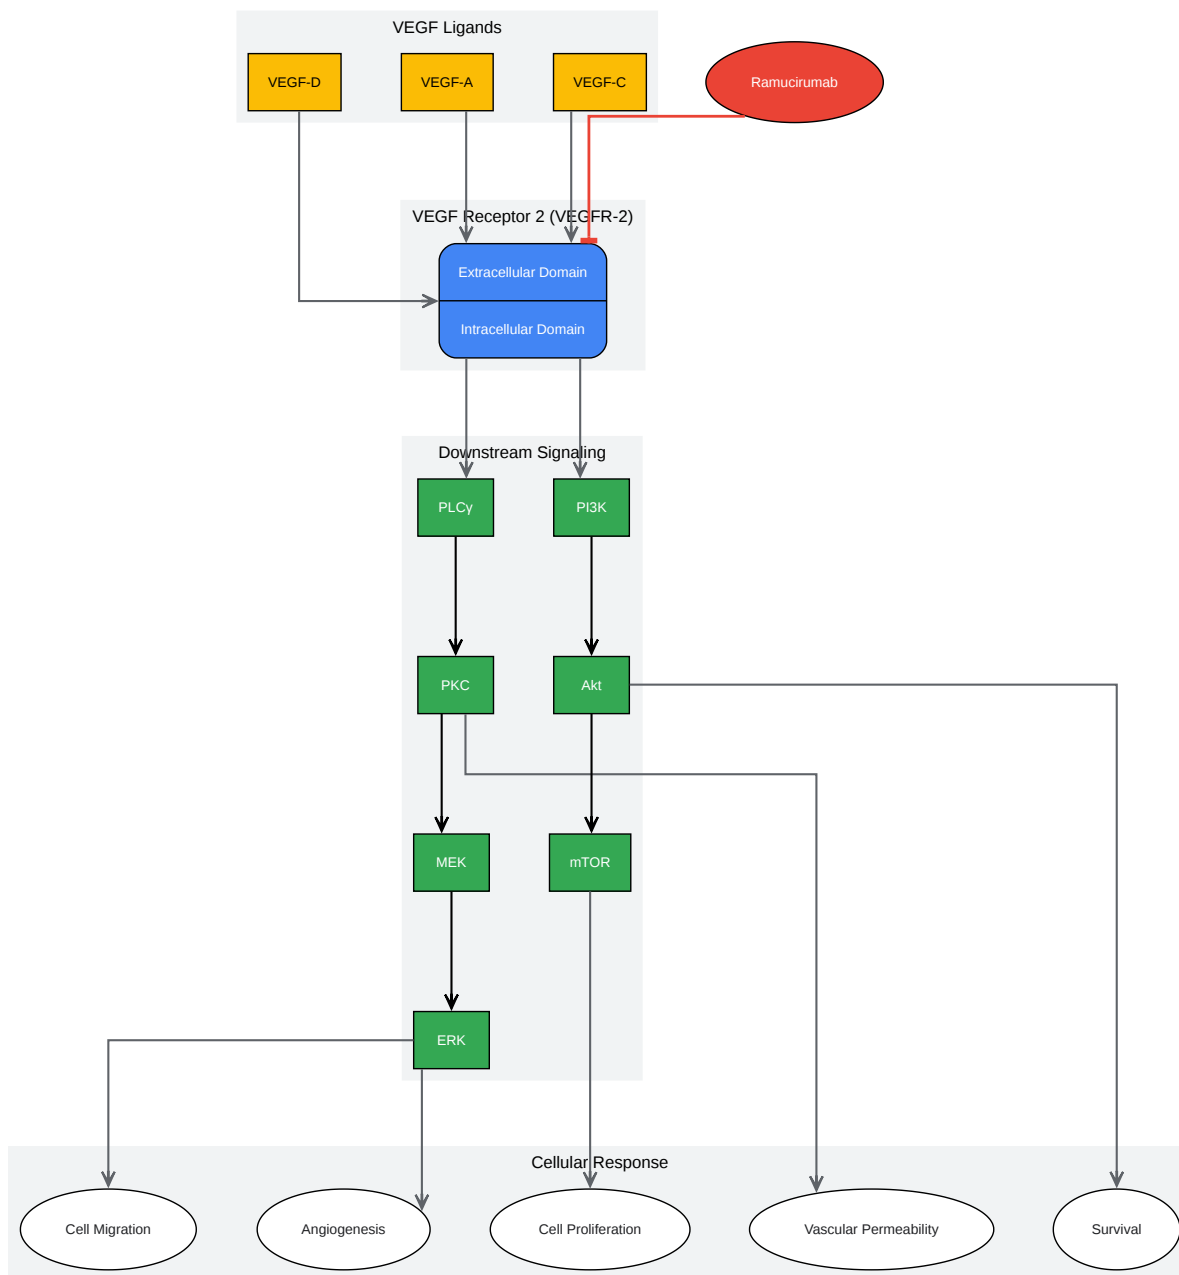 VEGF Ligands
VEGF-D
VEGF-A
VEGF-C
Ramucirumab
VEGF Receptor 2 (VEGFR-2)
Extracellular Domain
Intracellular Domain
Downstream Signaling
PLCγ
PI3K
PKC
Akt
MEK
mTOR
ERK
Cellular Response
Cell Migration
Angiogenesis
Cell Proliferation
Vascular Permeability
Survival